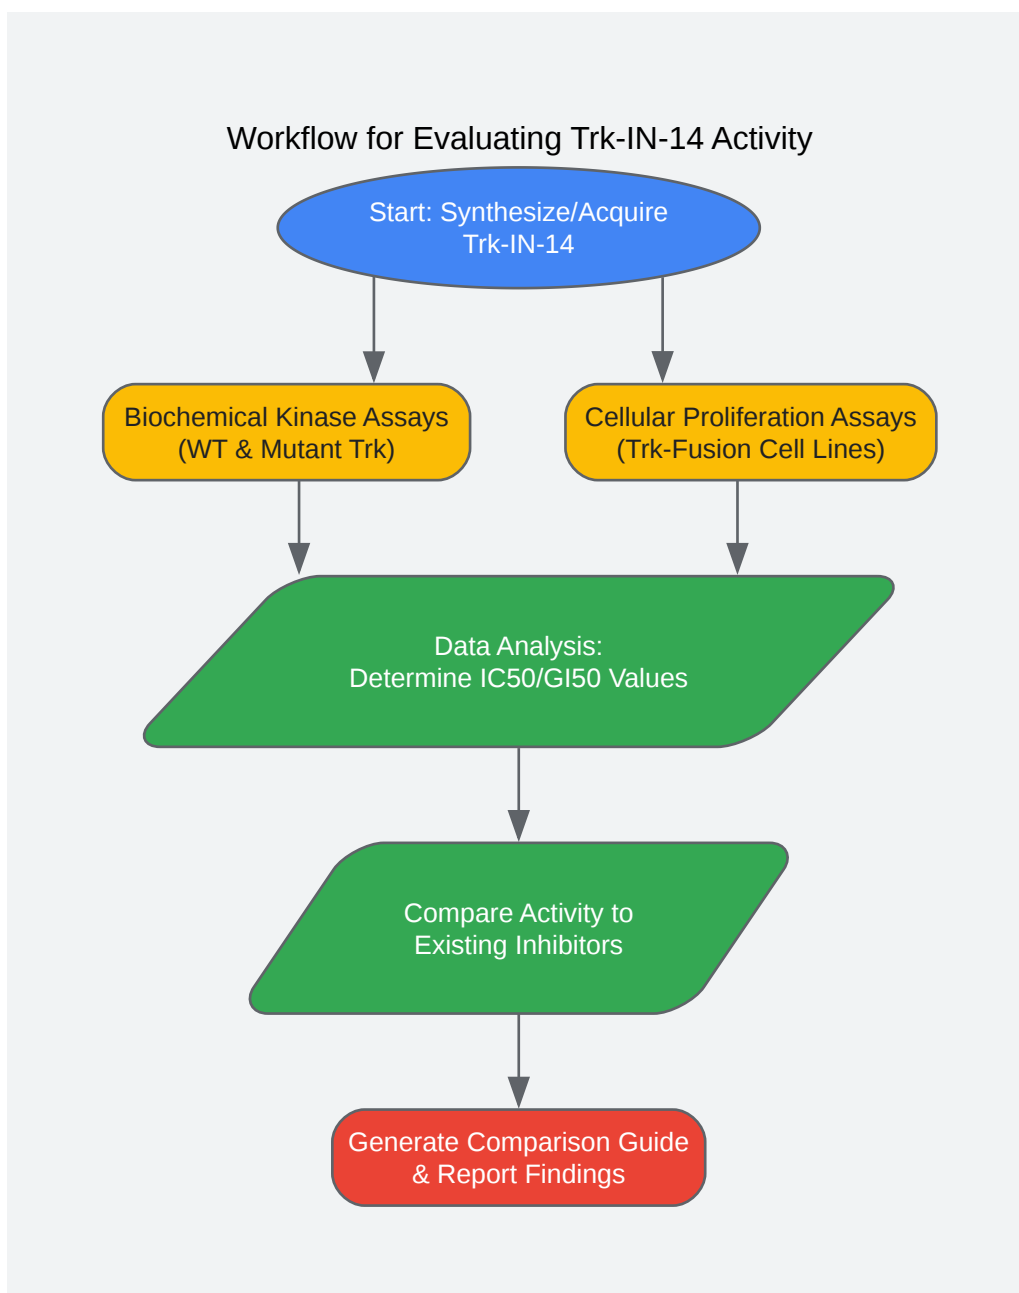 Workflow for Evaluating Trk-IN-14 Activity
Start: Synthesize/Acquire
Trk-IN-14
Biochemical Kinase Assays
(WT & Mutant Trk)
Cellular Proliferation Assays
(Trk-Fusion Cell Lines)
Data Analysis:
Determine IC50/GI50 Values
Compare Activity to
Existing Inhibitors
Generate Comparison Guide
& Report Findings